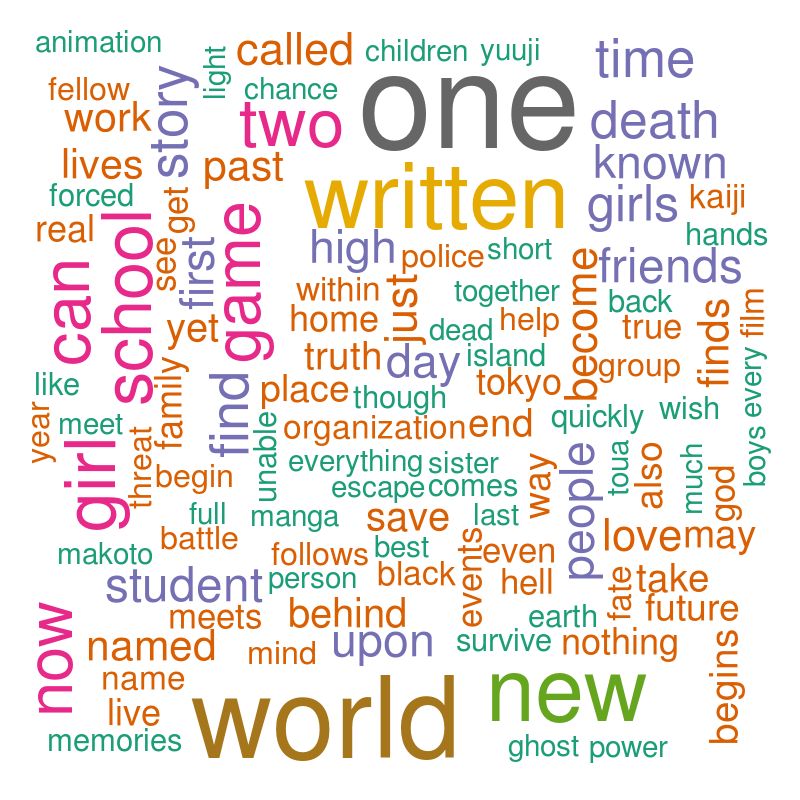 animation
called
children
yuuji
time
light
fellow
chance
one
work
story
two
death
lives
past
written
known
forced
get
girls
kaiji
real
school
see
first
game
high
police
short
hands
friends
can
within
together
become
back
film
yet
home
just
dead
help
true
finds
truth
day
island
group
like
family
find
place
though
tokyo
every
year
meet
organization
end
quickly
wish
boys
girl
threat
begin
unable
everything
sister
way
people
toua
also
much
god
escape
comes
full
manga
save
last
love
may
makoto
battle
follows
best
events
even
student
person
black
hell
fate
take
now
meets
behind
earth
future
named
mind
upon
survive
nothing
begins
name
world
new
live
memories
ghost
power